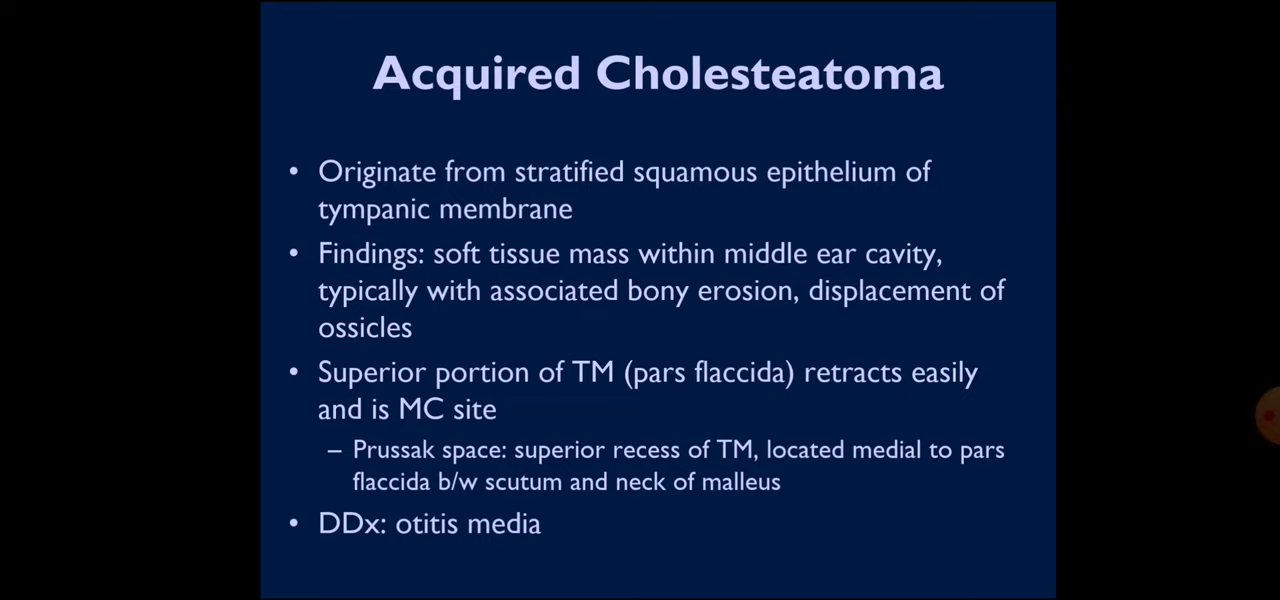 Acquired Cholesteatoma
• Originate from stratified squamous epithelium of
tympanic membrane
• Findings: soft tissue mass within middle ear cavity,
typically with associated bony erosion, displacement of
ossicles
• Superior portion of TM (pars flaccida) retracts easily
and is MC site
– Prussak space: superior recess of TM, located medial to pars
flaccida b/w scutum and neck of malleus
• DDx: otitis media